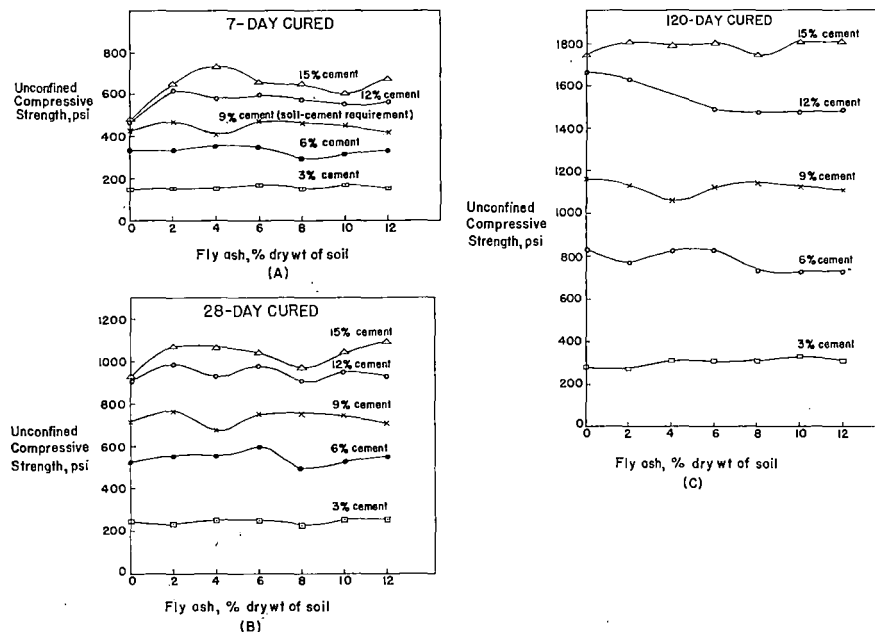 7-DAY CURED
800
600
400
200
0
Unconfined
Compressive
Strength, psi
15% cement
12% cement
9% cement (soil-cement requirement)
6% cement
3% cement
0 2 4 6 8 10 12
Fly ash, % dry wt of soil
(A)
28-DAY CURED
1200
1000
800
600
400
200
0
Unconfined
Compressive
Strength, psi
15% cement
12% cement
9% cement
6% cement
3% cement
0 2 4 6 8 10 12
Fly ash, % dry wt of soil
(B)
120-DAY CURED
1800
1600
1400
1200
1000
800
600
400
200
0
Unconfined
Compressive
Strength, psi
15% cement
12% cement
9% cement
6% cement
3% cement
0 2 4 6 8 10 12
Fly ash, % dry wt of soil
(C)